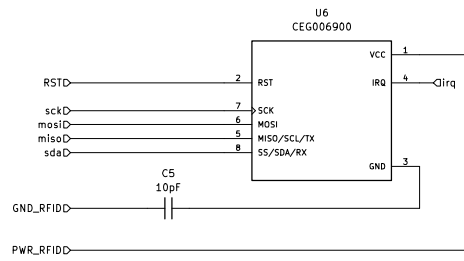 U6
CEG006900
VCC 1
RST 2 RST IRQ 4 irq
sck 7 SCK
mosi 6 MOSI
miso 5 MISO/SCL/TX
sda 8 SS/SDA/RX
GND 3
C5
10pF
GND_RFID
PWR_RFID